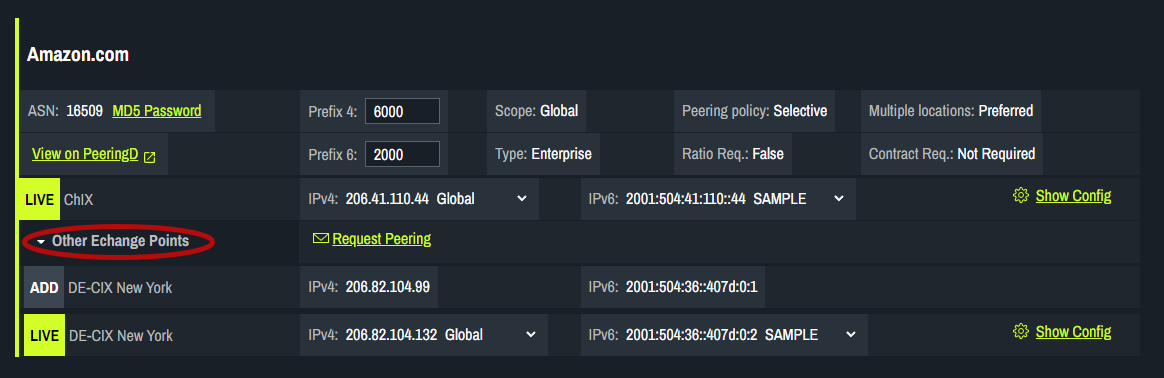 Amazon.com
ASN: 16509 MD5 Password Prefix 4: 6000 Scope: Global Peering policy: Selective Multiple locations: Preferred
View on PeeringD Prefix 6: 2000 Type: Enterprise Ratio Req.: False Contract Req.: Not Required
LIVE ChIX IPv4: 206.41.110.44 Global IPv6: 2001:504:41:110::44 SAMPLE Show Config
Other Echange Points Request Peering
ADD DE-CIX New York IPv4: 206.82.104.99 IPv6: 2001:504:36::407d:0:1
LIVE DE-CIX New York IPv4: 206.82.104.132 Global IPv6: 2001:504:36::407d:0:2 SAMPLE Show Config